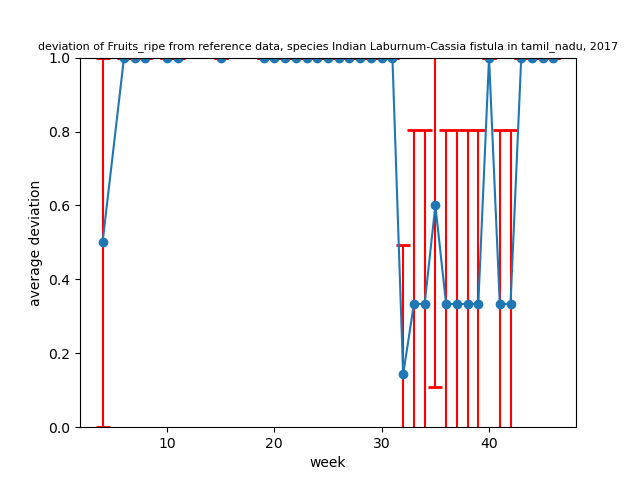 deviation of Fruits_ripe from reference data, species Indian Laburnum-Cassia fistula in tamil_nadu, 2017
1.0
0.8
0.6
0.4
0.2
0.0
average deviation
10 20 30 40
week